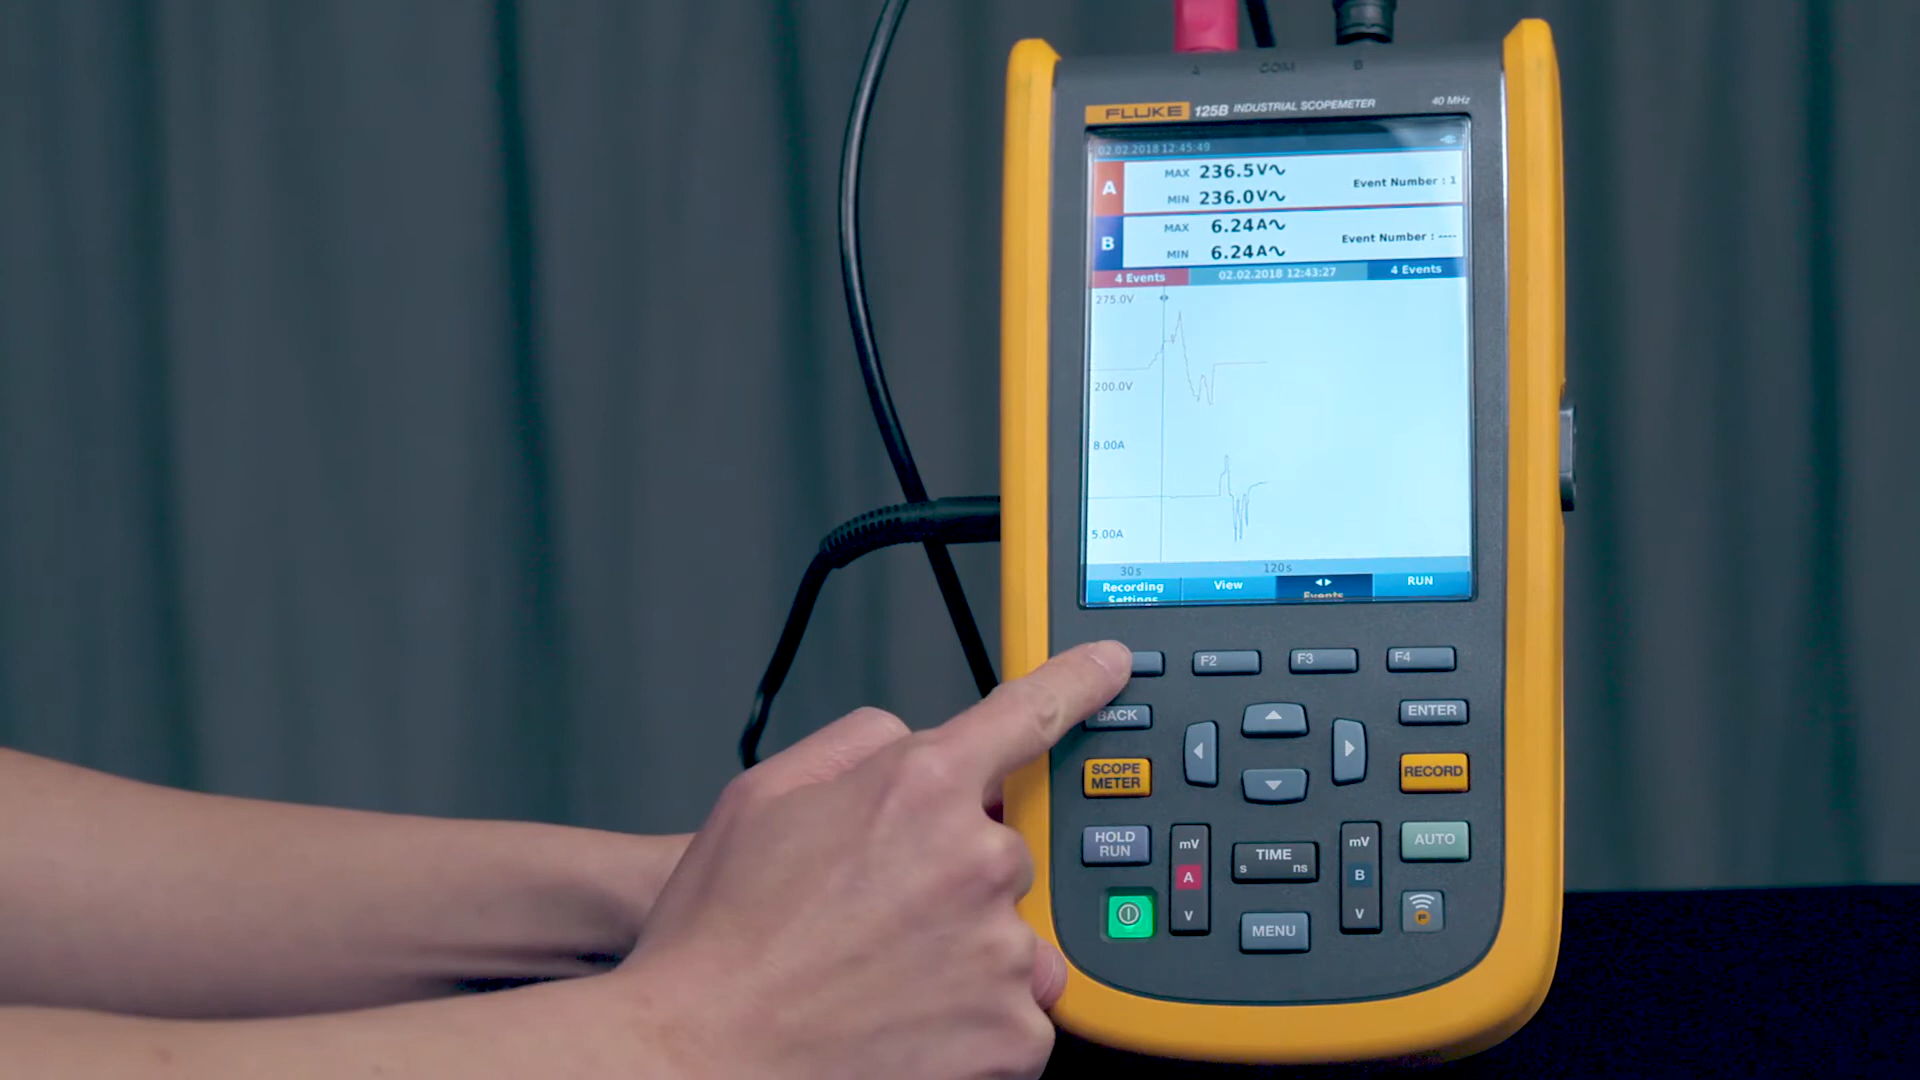 A COM B
FLUKE 125B INDUSTRIAL SCOPEMETER 40 MHz
02.02.2018 12:45:49
A MAX 236.5V∿ Event Number : 1
MIN 236.0V∿
B MAX 6.24A∿ Event Number : ----
MIN 6.24A∿
4 Events 02.02.2018 12:43:27 4 Events
275.0V
200.0V
8.00A
5.00A
30s 120s
Recording Settings View ◂▸ Events RUN
F2 F3 F4
BACK ENTER
SCOPE METER RECORD
HOLD RUN mV A V TIME s ns mV B V AUTO
MENU